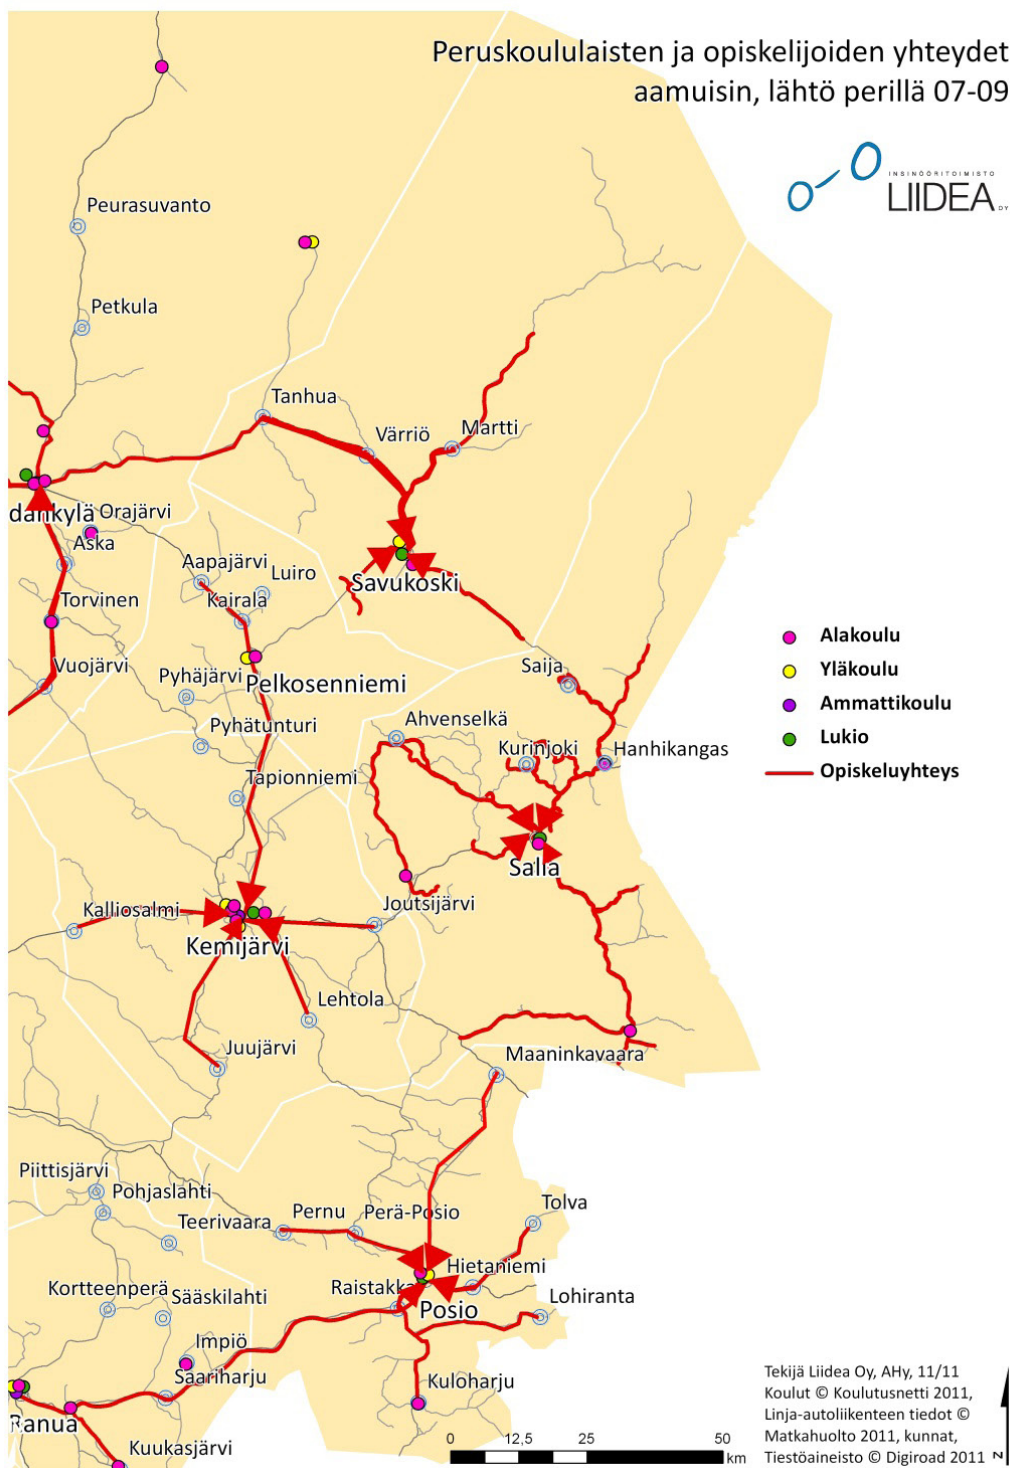 Peruskoululaisten ja opiskelijoiden yhteydet
aamuisin, lähtö perillä 07-09
INSINÖÖRITOIMISTO
LIIDEA OY
Peurasuvanto
Petkula
Tanhua
Värriö
Martti
dankylä
Orajärvi
Aska
Aapajärvi
Luiro
Savukoski
Torvinen
Kairala
Vuojärvi
Pyhäjärvi
Pelkosenniemi
Saija
Pyhätunturi
Ahvenselkä
Kurinjoki
Hanhikangas
Tapionniemi
Salla
Kalliosalmi
Joutsijärvi
Kemijärvi
Lehtola
Juujärvi
Maaninkavaara
Piittisjärvi
Pohjaslahti
Teerivaara
Pernu
Perä-Posio
Tolva
Hietaniemi
Kortteenperä
Sääskilahti
Raistakka
Posio
Lohiranta
Impiö
Saariharju
Kuloharju
Ranua
Kuukasjärvi
Alakoulu
Yläkoulu
Ammattikoulu
Lukio
Opiskeluyhteys
0 12,5 25 50
km
Tekijä Liidea Oy, AHy, 11/11
Koulut © Koulutusnetti 2011,
Linja-autoliikenteen tiedot ©
Matkahuolto 2011, kunnat,
Tiestöaineisto © Digiroad 2011
N